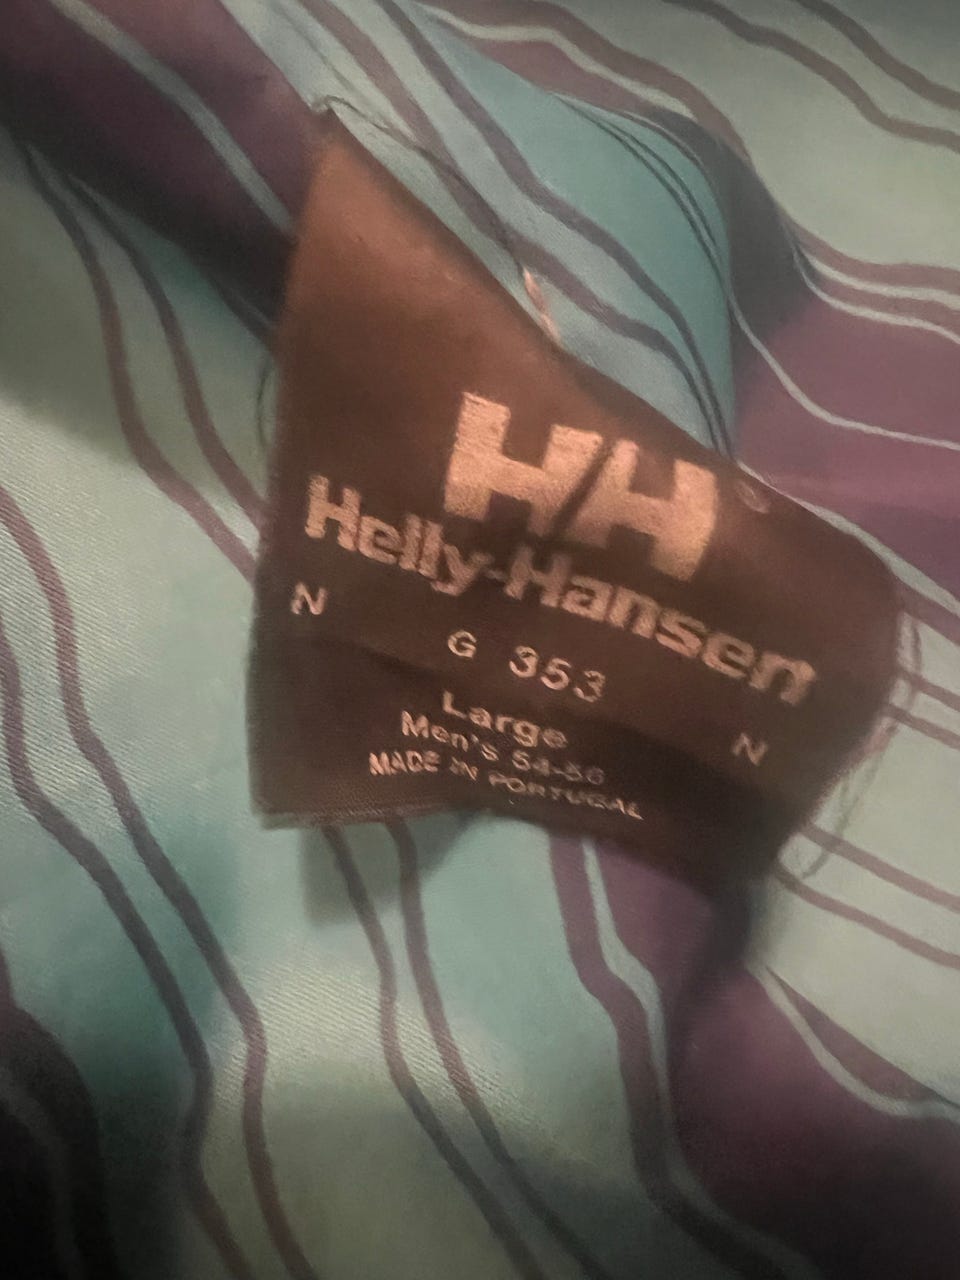 HH
Helly-Hansen
N
G 353
N
Large
Men's 54-56
MADE IN PORTUGAL